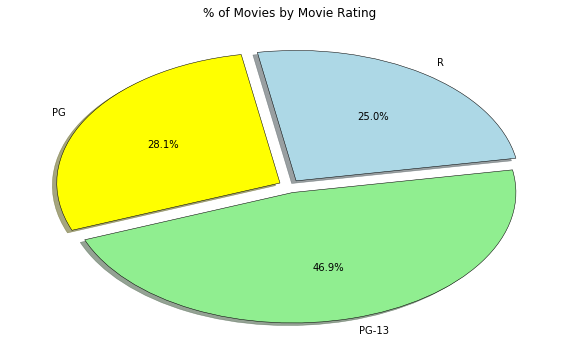 % of Movies by Movie Rating
R
25.0%
PG
28.1%
46.9%
PG-13